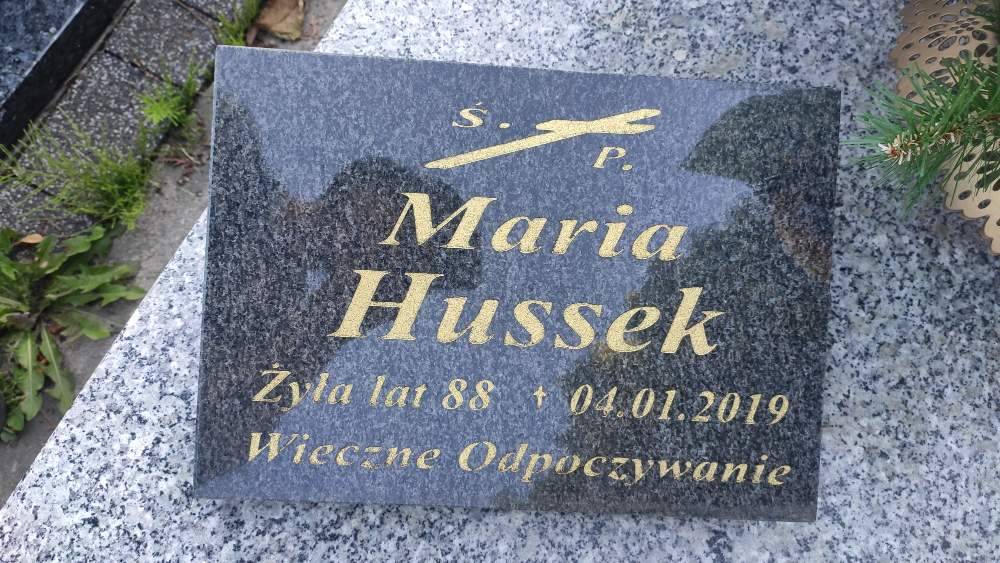 Ś. P.
Maria
Hussek
Żyła lat 88 † 04.01.2019
Wieczne Odpoczywanie